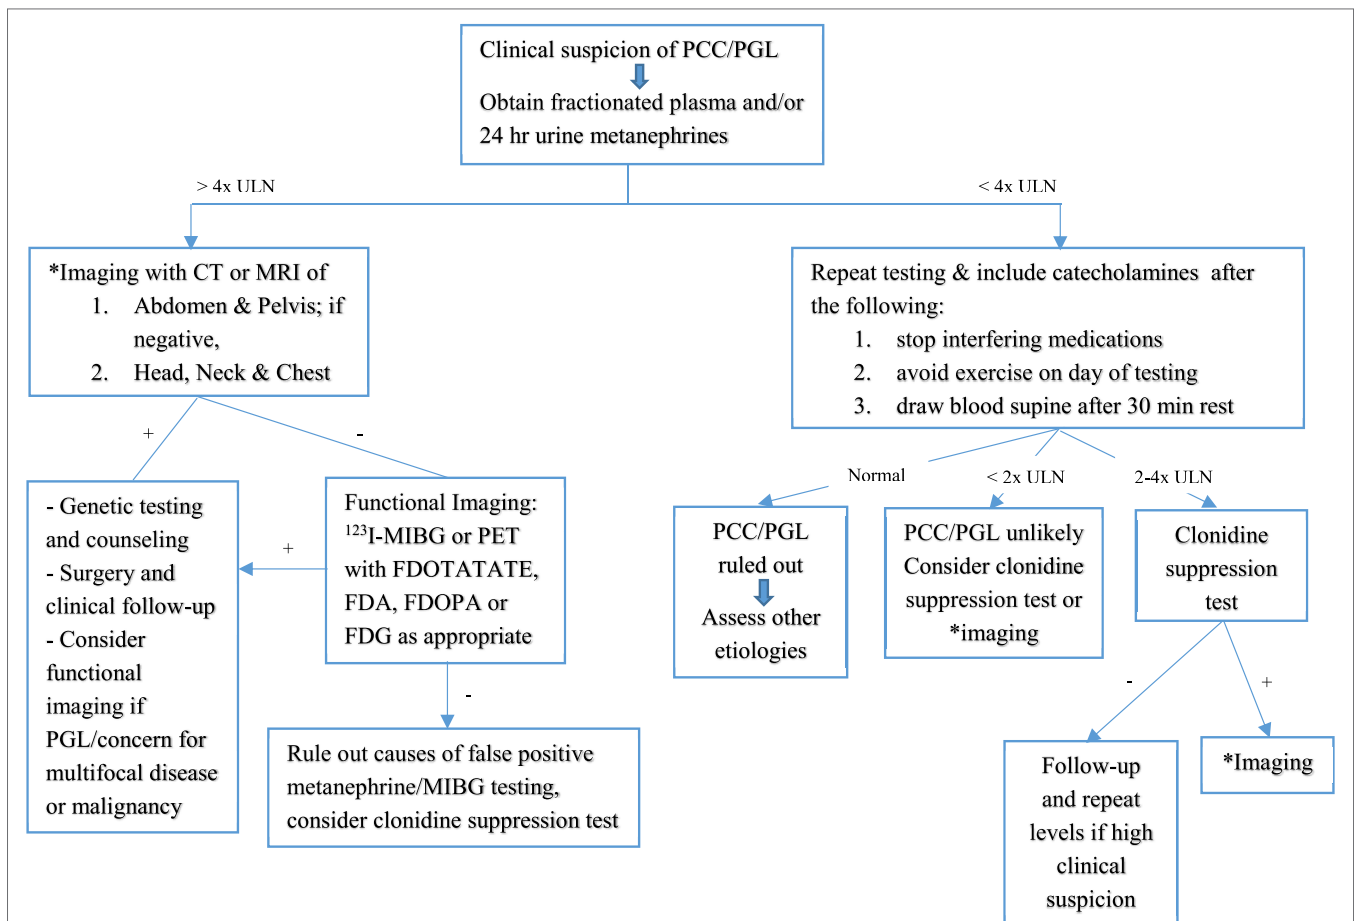 Clinical suspicion of PCC/PGL
Obtain fractionated plasma and/or
24 hr urine metanephrines
> 4x ULN
< 4x ULN
*Imaging with CT or MRI of
1. Abdomen & Pelvis; if
negative,
2. Head, Neck & Chest
Repeat testing & include catecholamines after
the following:
1. stop interfering medications
2. avoid exercise on day of testing
3. draw blood supine after 30 min rest
+
-
Normal
< 2x ULN
2-4x ULN
- Genetic testing
and counseling
- Surgery and
clinical follow-up
- Consider
functional
imaging if
PGL/concern for
multifocal disease
or malignancy
+
Functional Imaging:
¹²³I-MIBG or PET
with FDOTATATE,
FDA, FDOPA or
FDG as appropriate
-
Rule out causes of false positive
metanephrine/MIBG testing,
consider clonidine suppression test
PCC/PGL
ruled out
Assess other
etiologies
PCC/PGL unlikely
Consider clonidine
suppression test or
*imaging
Clonidine
suppression
test
-
+
Follow-up
and repeat
levels if high
clinical
suspicion
*Imaging